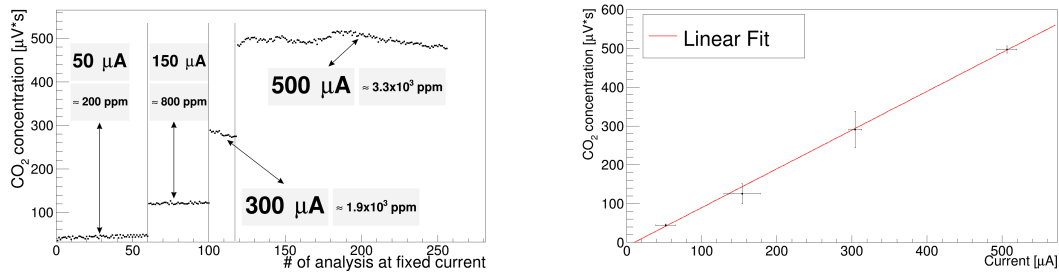 CO2 concentration [μV*s]
500
400
300
200
100
50 μA
≈ 200 ppm
150 μA
≈ 800 ppm
500 μA ≈ 3.3x10³ ppm
300 μA ≈ 1.9x10³ ppm
0 50 100 150 200 250
# of analysis at fixed current
CO2 concentration [μV*s]
600
500
400
300
200
100
0
Linear Fit
0 100 200 300 400 500
Current [μA]